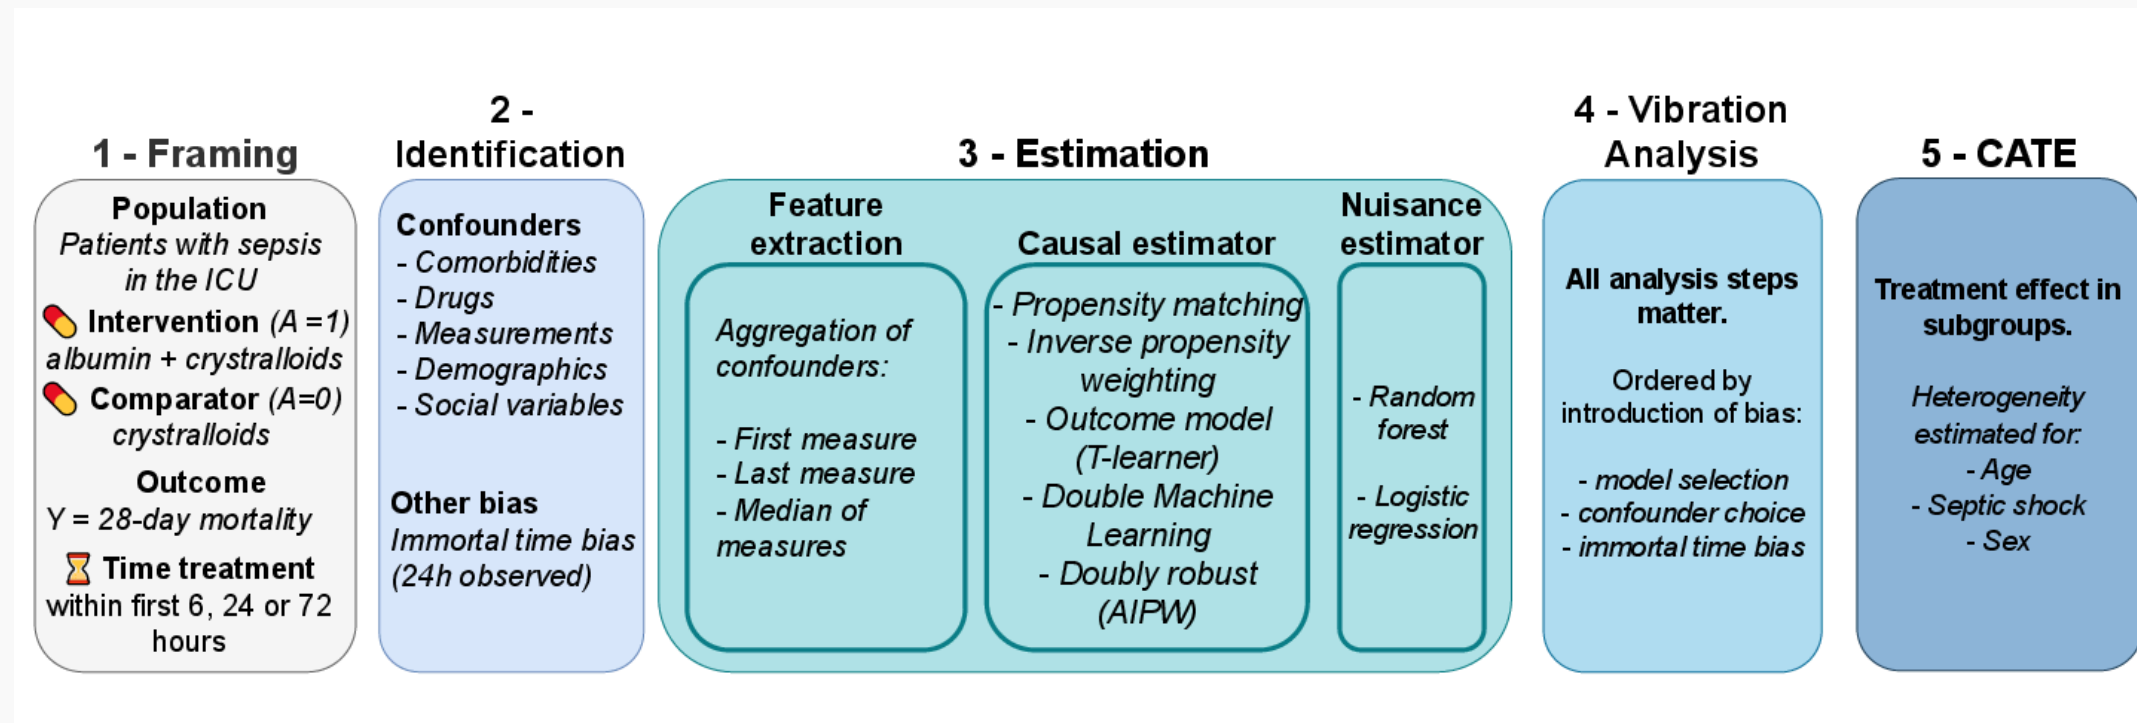 1 - Framing
Population
Patients with sepsis
in the ICU
Intervention (A =1)
albumin + crystralloids
Comparator (A=0)
crystralloids
Outcome
Y = 28-day mortality
Time treatment
within first 6, 24 or 72
hours
2 -
Identification
Confounders
- Comorbidities
- Drugs
- Measurements
- Demographics
- Social variables
Other bias
Immortal time bias
(24h observed)
3 - Estimation
Feature
extraction
Aggregation of
confounders:
- First measure
- Last measure
- Median of
measures
Causal estimator
- Propensity matching
- Inverse propensity
weighting
- Outcome model
(T-learner)
- Double Machine
Learning
- Doubly robust
(AIPW)
Nuisance
estimator
- Random
forest
- Logistic
regression
4 - Vibration
Analysis
All analysis steps
matter.
Ordered by
introduction of bias:
- model selection
- confounder choice
- immortal time bias
5 - CATE
Treatment effect in
subgroups.
Heterogeneity
estimated for:
- Age
- Septic shock
- Sex